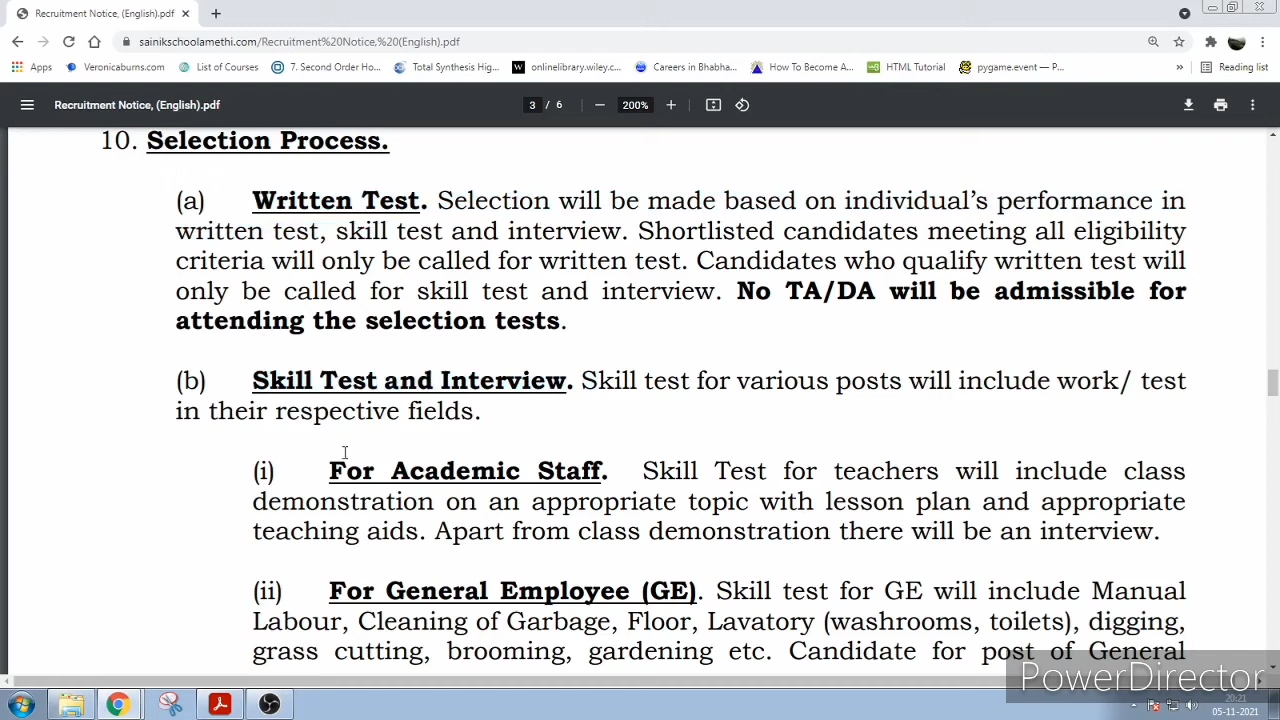 Recruitment Notice, (English).pdf
sainikschoolamethi.com/Recruitment%20Notice,%20(English).pdf
Apps
Veronicaburns.com
List of Courses
7. Second Order Ho...
Total Synthesis Hig...
onlinelibrary.wiley.c...
Careers in Bhabha...
How To Become A...
HTML Tutorial
pygame.event — P...
»
Reading list
Recruitment Notice, (English).pdf
3 / 6
200%
10. Selection Process.
(a) Written Test. Selection will be made based on individual's performance in
written test, skill test and interview. Shortlisted candidates meeting all eligibility
criteria will only be called for written test. Candidates who qualify written test will
only be called for skill test and interview. No TA/DA will be admissible for
attending the selection tests.
(b) Skill Test and Interview. Skill test for various posts will include work/ test
in their respective fields.
(i) For Academic Staff. Skill Test for teachers will include class
demonstration on an appropriate topic with lesson plan and appropriate
teaching aids. Apart from class demonstration there will be an interview.
(ii) For General Employee (GE). Skill test for GE will include Manual
Labour, Cleaning of Garbage, Floor, Lavatory (washrooms, toilets), digging,
grass cutting, brooming, gardening etc. Candidate for post of General
PowerDirector
20:21
05-11-2021